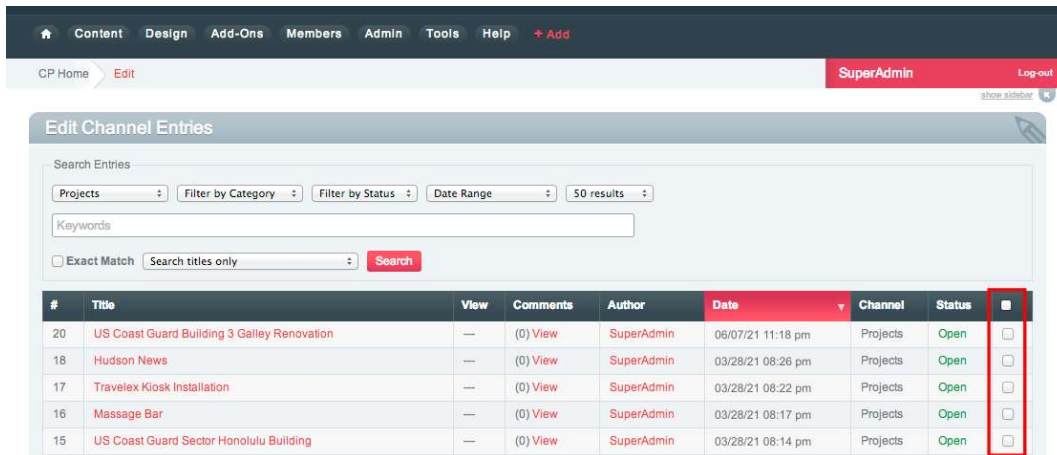 Content Design Add-Ons Members Admin Tools Help + Add
CP Home Edit SuperAdmin Log-out
show sidebar
Edit Channel Entries
Search Entries
Projects Filter by Category Filter by Status Date Range 50 results
Keywords
Exact Match Search titles only Search
# Title View Comments Author Date Channel Status
20 US Coast Guard Building 3 Galley Renovation — (0) View SuperAdmin 06/07/21 11:18 pm Projects Open
18 Hudson News — (0) View SuperAdmin 03/28/21 08:26 pm Projects Open
17 Travelex Kiosk Installation — (0) View SuperAdmin 03/28/21 08:22 pm Projects Open
16 Massage Bar — (0) View SuperAdmin 03/28/21 08:17 pm Projects Open
15 US Coast Guard Sector Honolulu Building — (0) View SuperAdmin 03/28/21 08:14 pm Projects Open